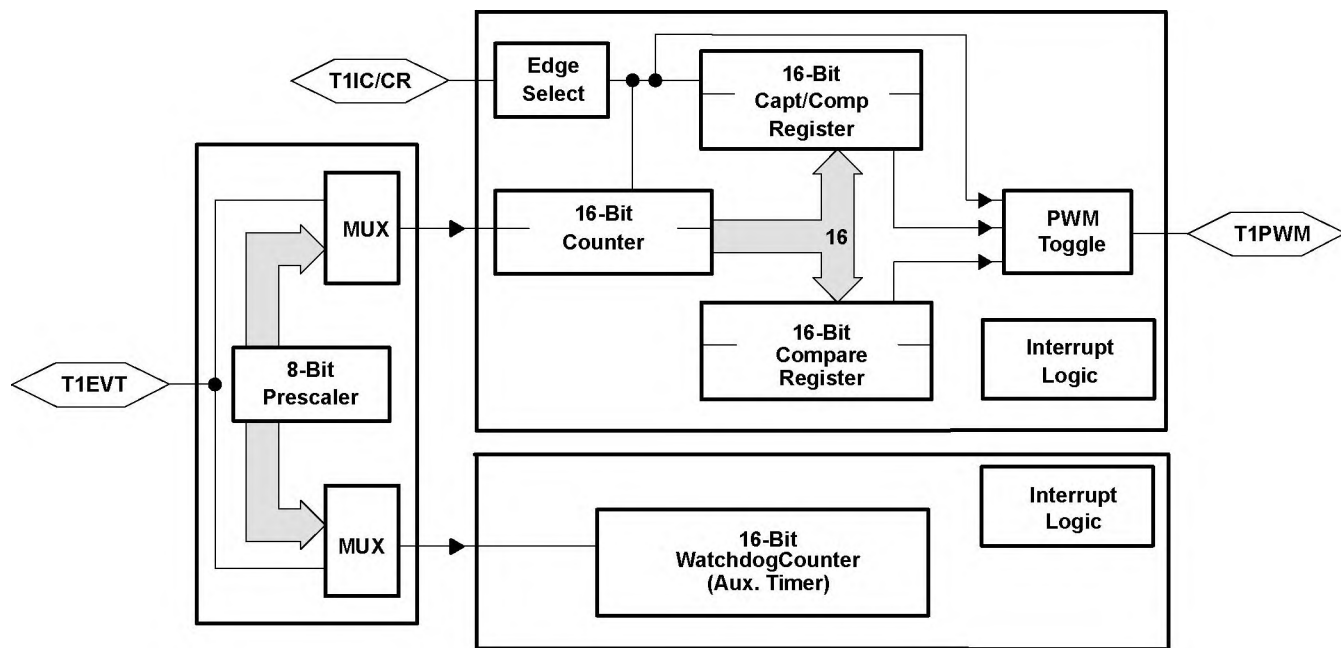 T1IC/CR
Edge
Select
16-Bit
Capt/Comp
Register
MUX
16-Bit
Counter
16
PWM
Toggle
T1PWM
T1EVT
8-Bit
Prescaler
16-Bit
Compare
Register
Interrupt
Logic
MUX
16-Bit
WatchdogCounter
(Aux. Timer)
Interrupt
Logic